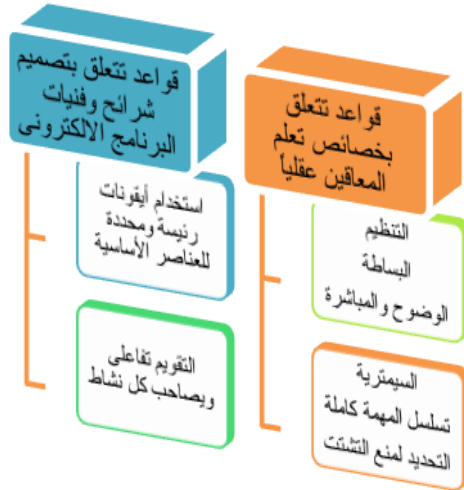 قواعد تتعلق
بخصائص تعلم
المعاقين عقلياً
التنظيم
البساطة
الوضوح والمباشرة
السيمترية
تسلسل المهمة كاملة
التحديد لمنع التشتت
قواعد تتعلق بتصميم
شرائح وفنيات
البرنامج الالكترونى
استخدام أيقونات
رئيسة ومحددة
للعناصر الأساسية
التقويم تفاعلى
ويصاحب كل نشاط